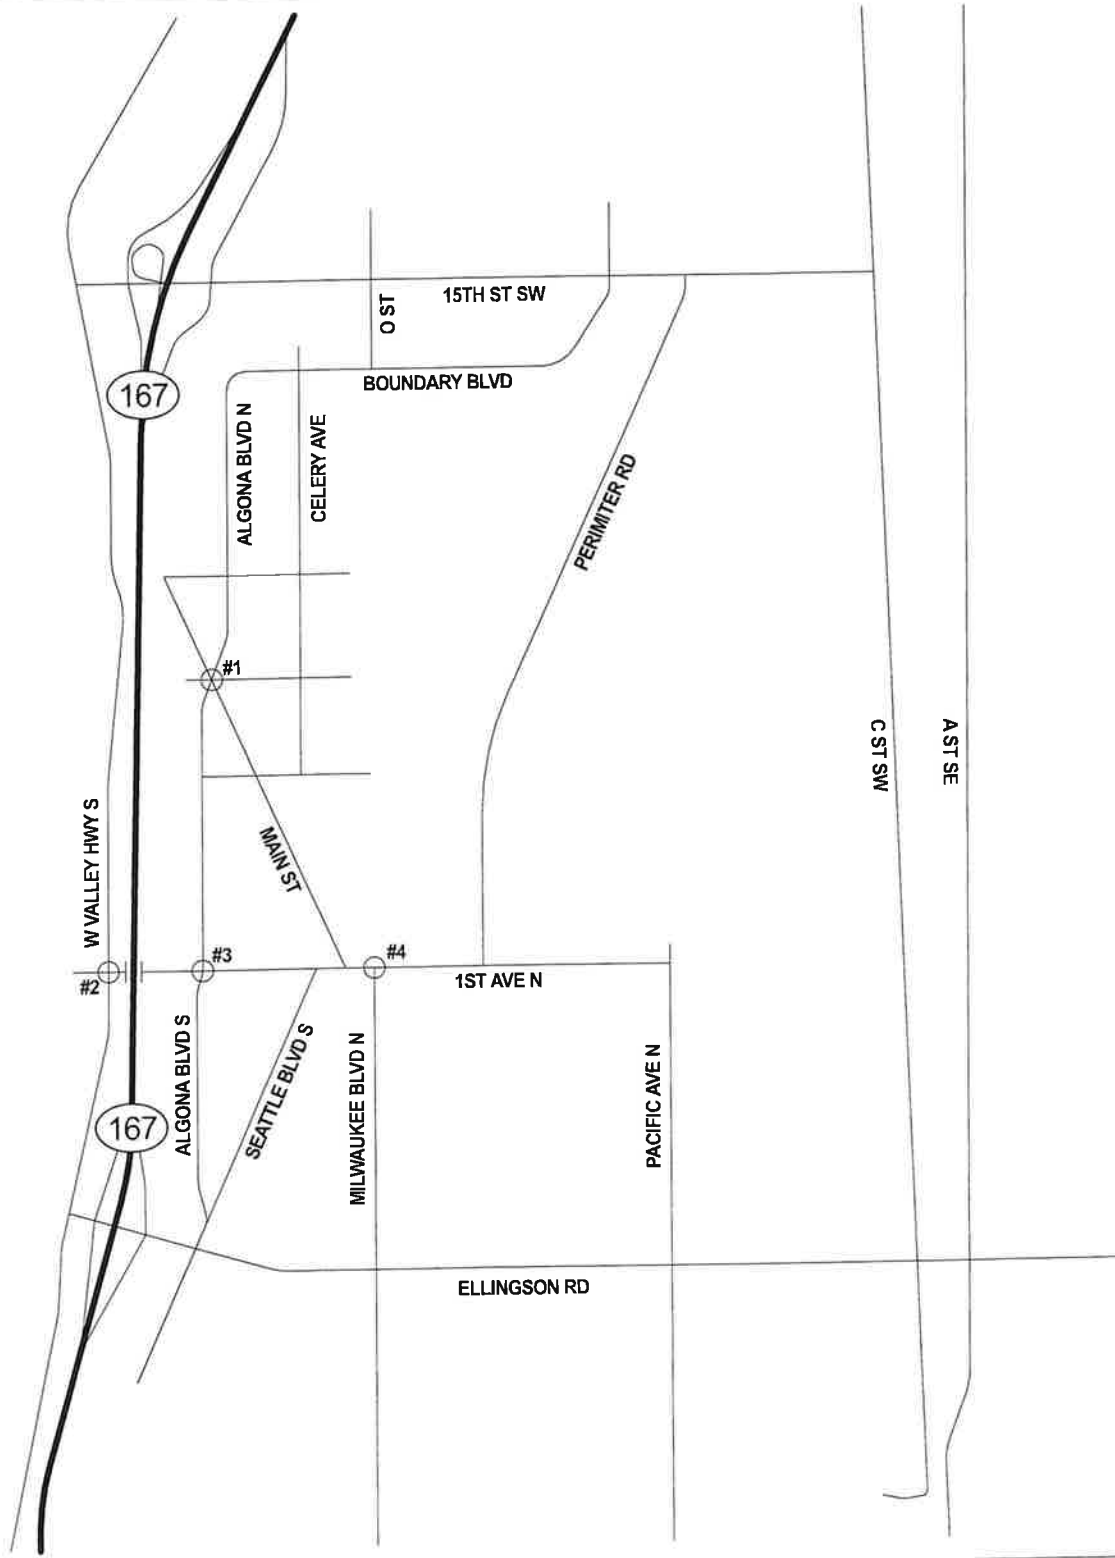 15TH ST SW
O ST
BOUNDARY BLVD
167
ALGONA BLVD N
CELERY AVE
PERIMITER RD
#1
C ST SW
A ST SE
W VALLEY HWY S
MAIN ST
#2
#3
#4
1ST AVE N
ALGONA BLVD S
SEATTLE BLVD S
MILWAUKEE BLVD N
PACIFIC AVE N
167
ELLINGSON RD